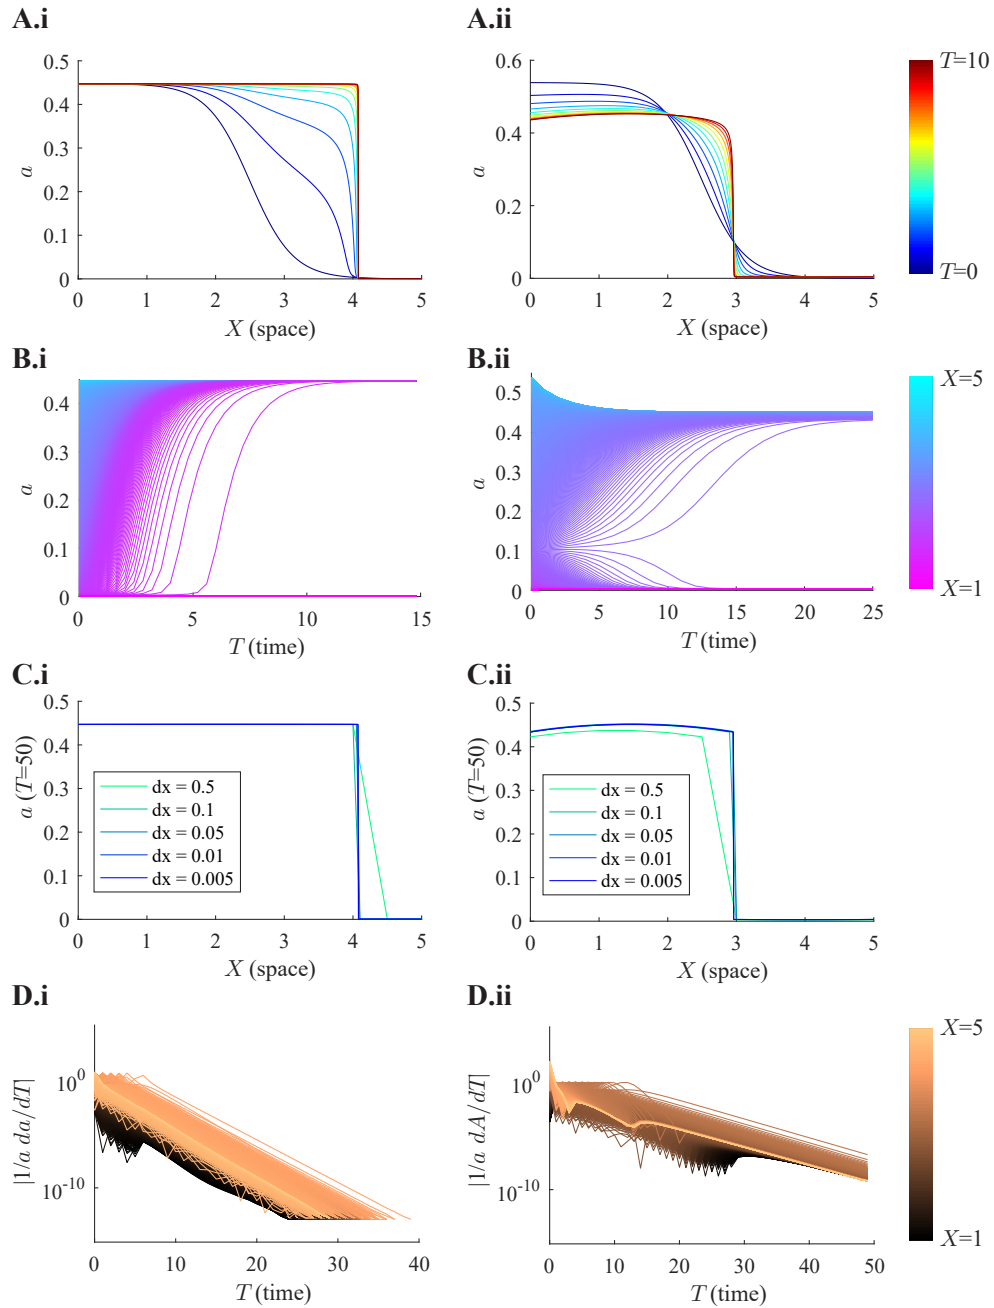 A.i
A.ii
0.5
0.4
0.3
0.2
0.1
0
a
0 1 2 3 4 5
X (space)
0.6
0.4
0.2
0
a
0 1 2 3 4 5
X (space)
T=10
T=0
B.i
B.ii
0.4
0.3
0.2
0.1
0
a
0 5 10 15
T (time)
0.5
0.4
0.3
0.2
0.1
0
a
0 5 10 15 20 25
T (time)
X=5
X=1
C.i
C.ii
0.5
0.4
0.3
0.2
0.1
0
a (T=50)
dx = 0.5
dx = 0.1
dx = 0.05
dx = 0.01
dx = 0.005
0 1 2 3 4 5
X (space)
0.5
0.4
0.3
0.2
0.1
0
a (T=50)
dx = 0.5
dx = 0.1
dx = 0.05
dx = 0.01
dx = 0.005
0 1 2 3 4 5
X (space)
D.i
D.ii
10^0
10^-10
|1/a da/dT|
0 10 20 30 40
T (time)
10^0
10^-10
|1/a dA/dT|
0 10 20 30 40 50
T (time)
X=5
X=1